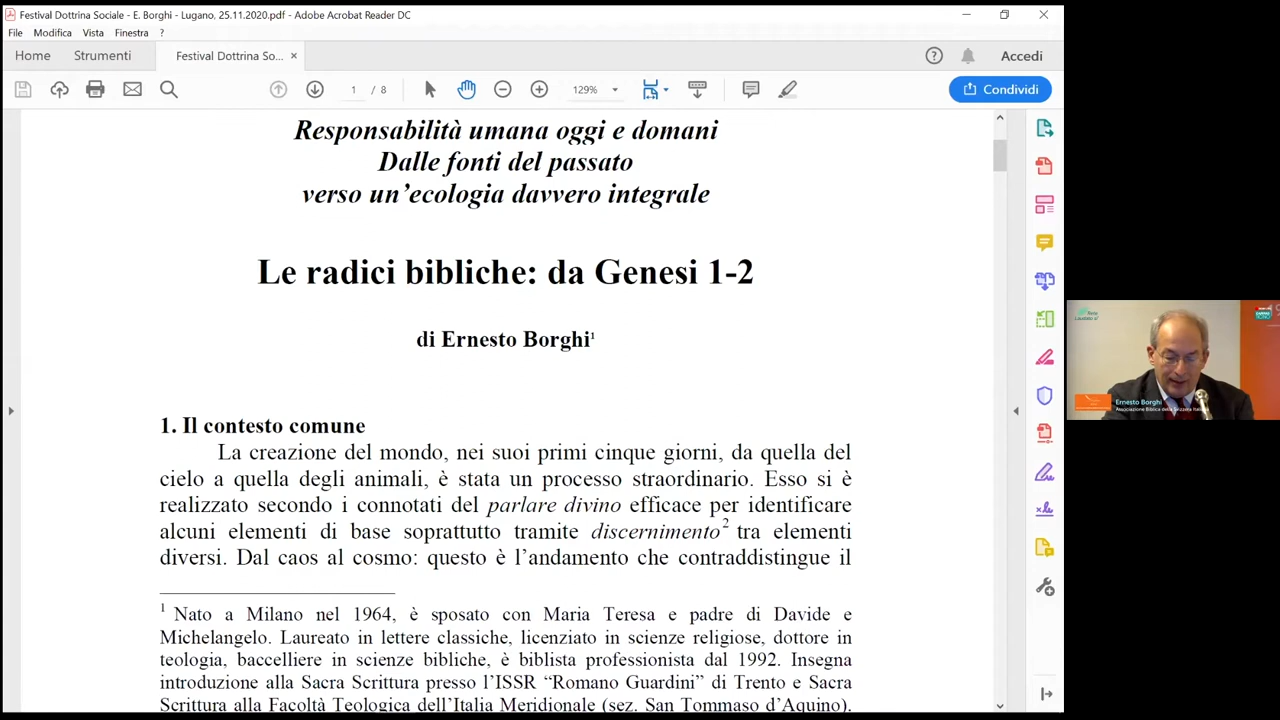 Festival Dottrina Sociale - E. Borghi - Lugano, 25.11.2020.pdf - Adobe Acrobat Reader DC
File Modifica Vista Finestra ?
Home Strumenti Festival Dottrina So... × Accedi
1 / 8 129% Condividi
Responsabilità umana oggi e domani
Dalle fonti del passato
verso un’ecologia davvero integrale
Le radici bibliche: da Genesi 1-2
di Ernesto Borghi¹
1. Il contesto comune
La creazione del mondo, nei suoi primi cinque giorni, da quella del
cielo a quella degli animali, è stata un processo straordinario. Esso si è
realizzato secondo i connotati del parlare divino efficace per identificare
alcuni elementi di base soprattutto tramite discernimento² tra elementi
diversi. Dal caos al cosmo: questo è l’andamento che contraddistingue il
¹ Nato a Milano nel 1964, è sposato con Maria Teresa e padre di Davide e
Michelangelo. Laureato in lettere classiche, licenziato in scienze religiose, dottore in
teologia, baccelliere in scienze bibliche, è biblista professionista dal 1992. Insegna
introduzione alla Sacra Scrittura presso l’ISSR “Romano Guardini” di Trento e Sacra
Scrittura alla Facoltà Teologica dell’Italia Meridionale (sez. San Tommaso d’Aquino).
Ernesto Borghi
Associazione Biblica della Svizzera Italiana